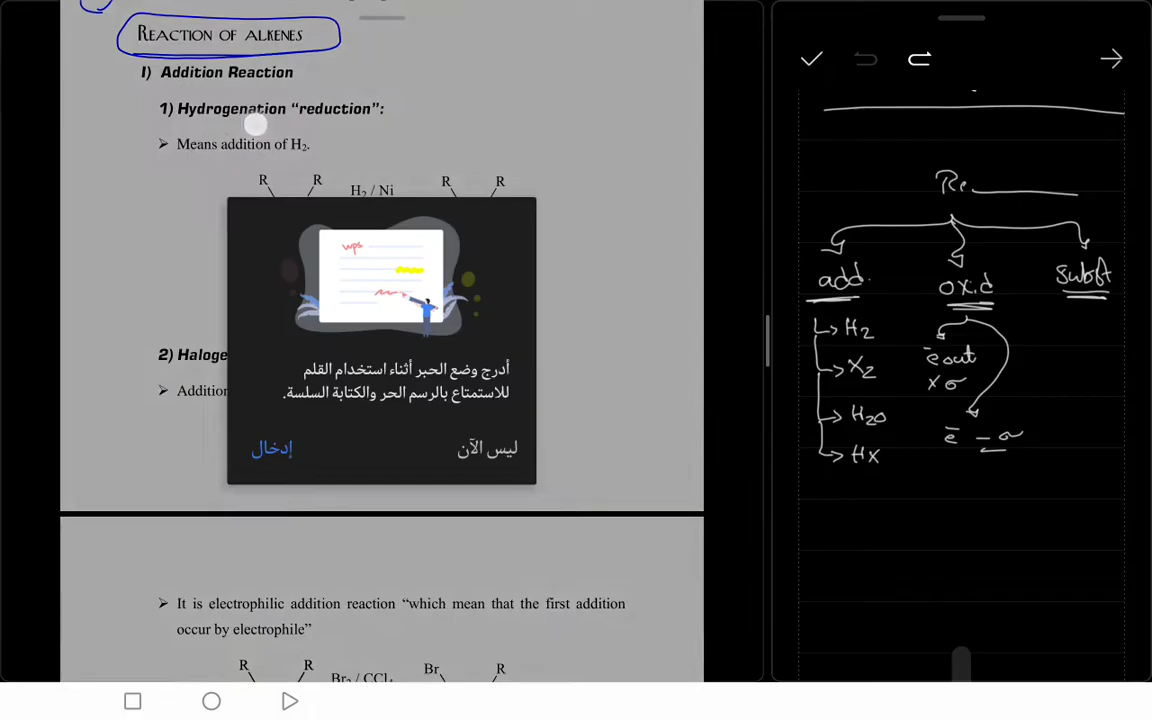 REACTION OF ALKENES
I) Addition Reaction
1) Hydrogenation “reduction”:
➢ Means addition of H₂.
R R H₂ / Ni R R
wps
أدرج وضع الحبر أثناء استخدام القلم
للاستمتاع بالرسم الحر والكتابة السلسة.
إدخال ليس الآن
2) Haloge
➢ Addition
➢ It is electrophilic addition reaction “which mean that the first addition
occur by electrophile”
R R Br₂ / CCl₄ Br R
Re
add. oxid subst
H₂
X₂
H₂O
HX
ē out
x σ
ē – σ